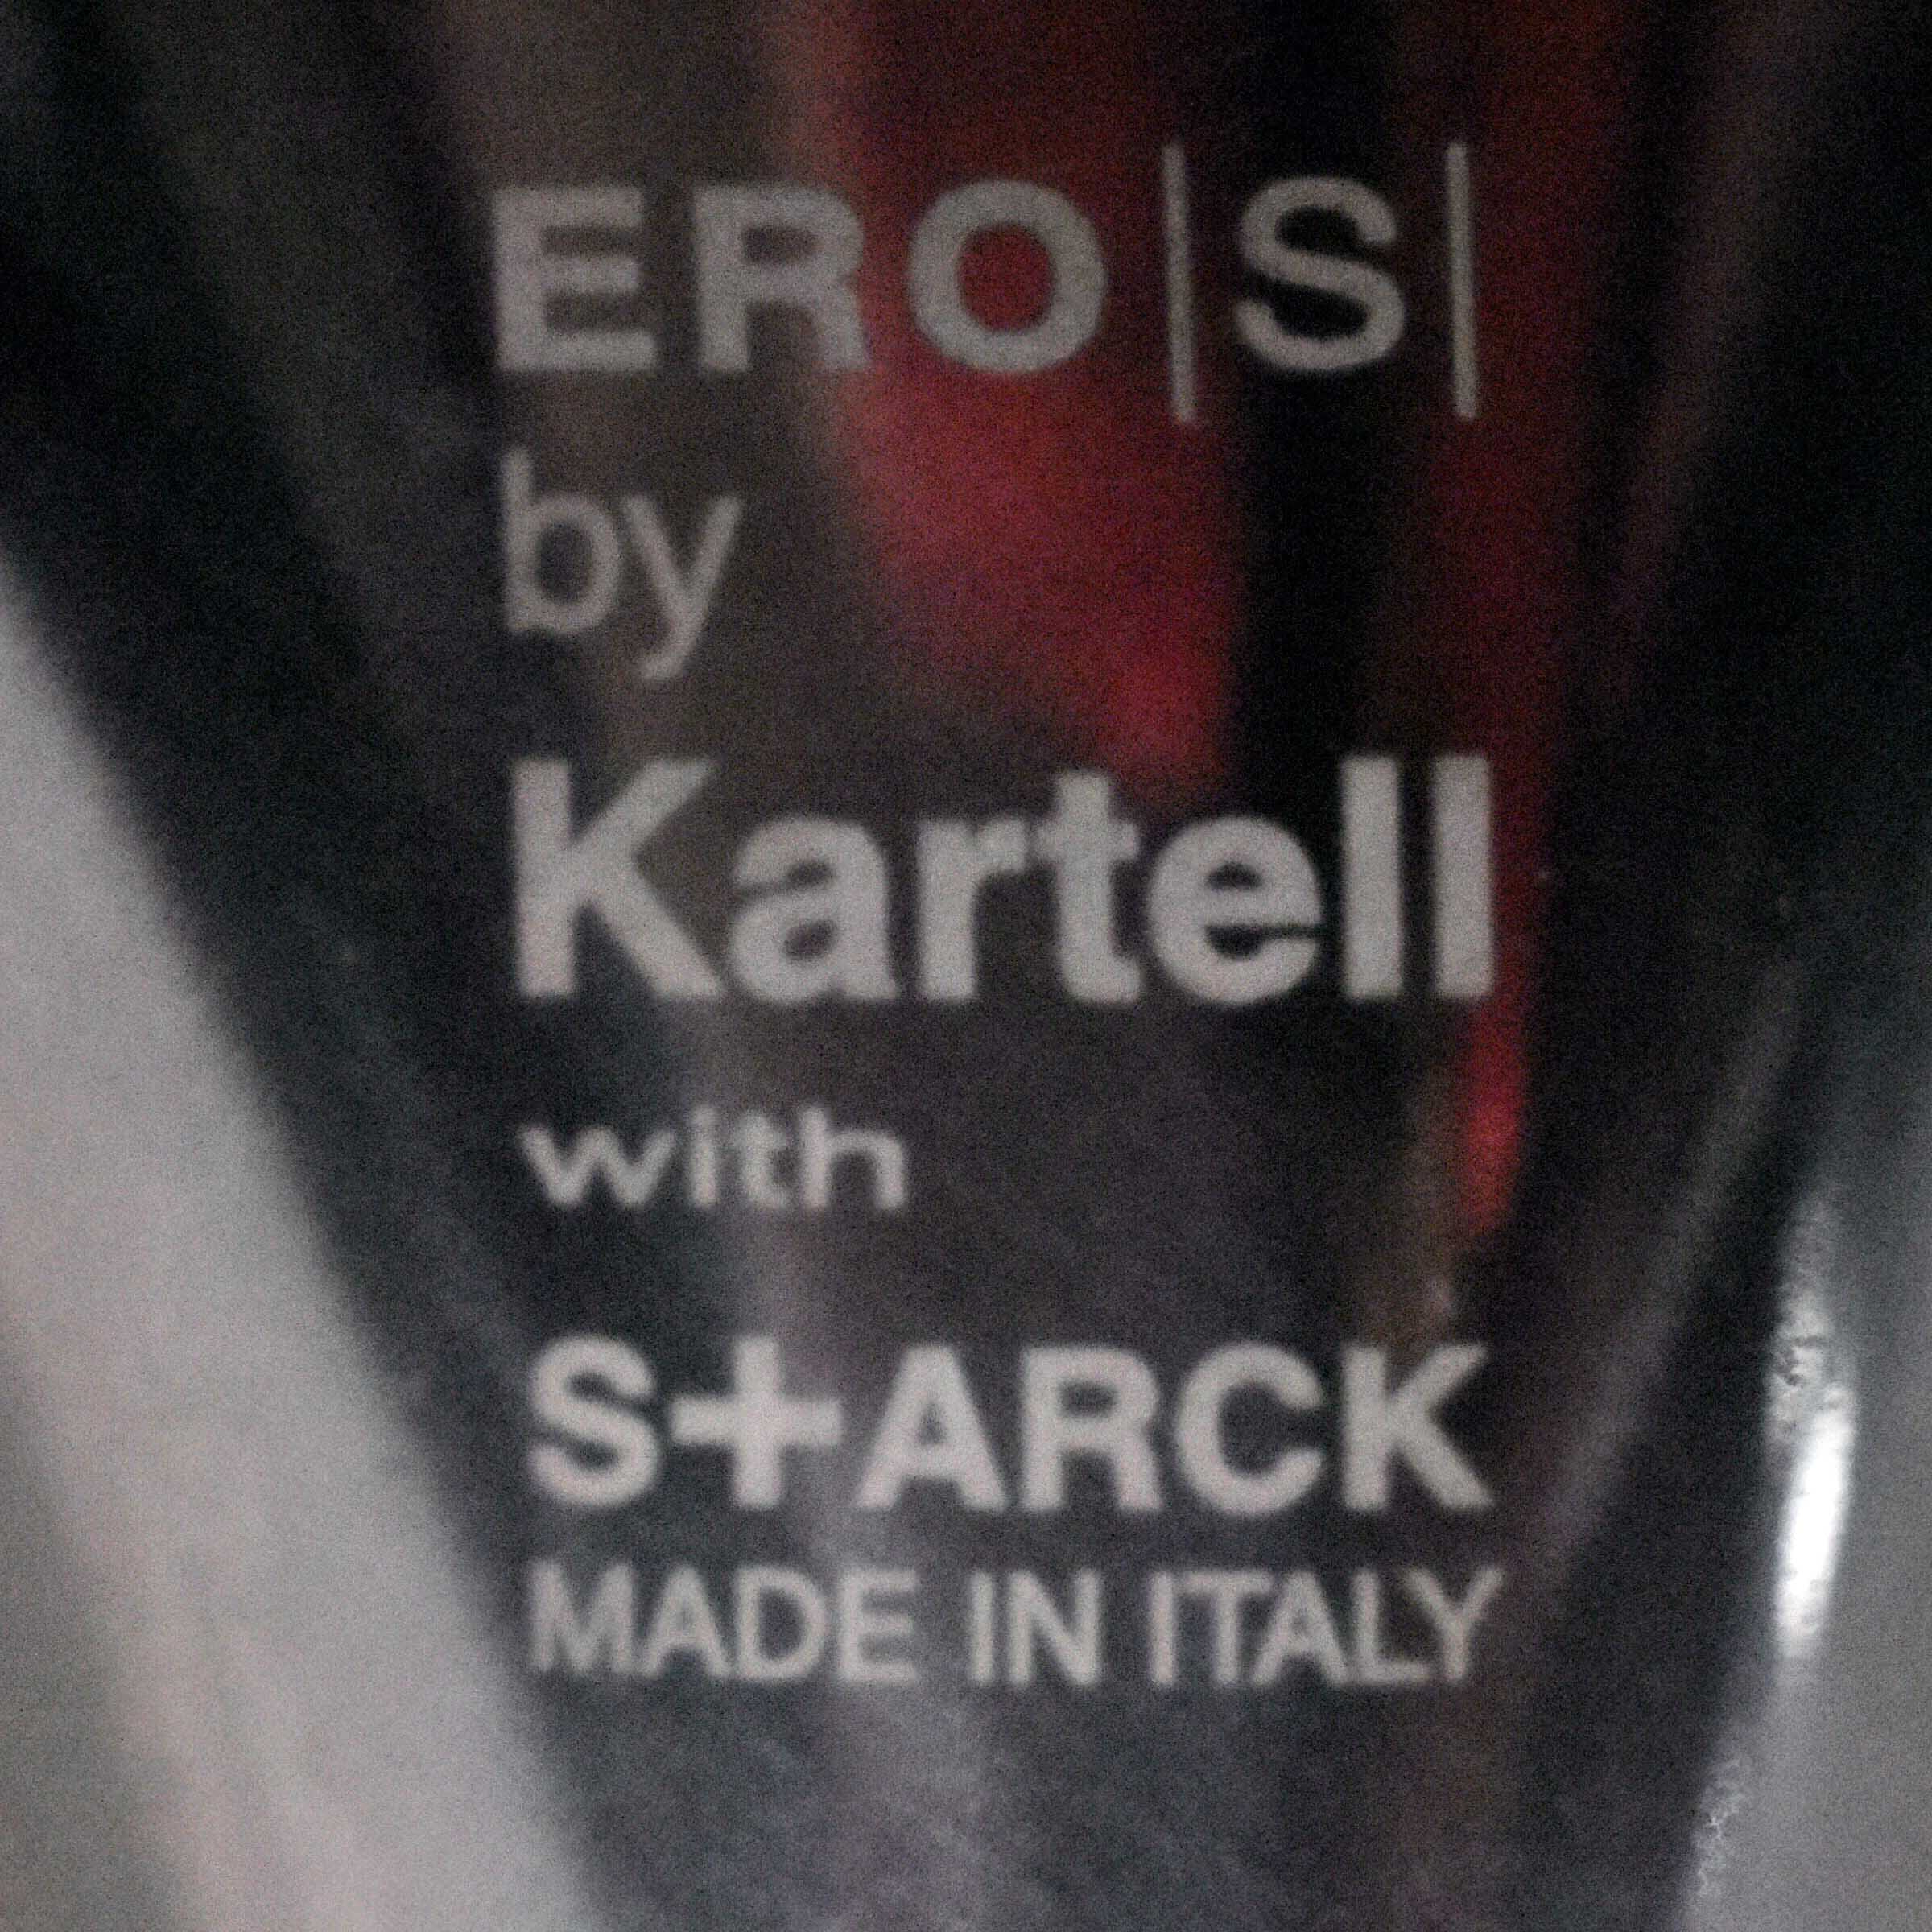 ERO|S|
by
Kartell
with
S+ARCK
MADE IN ITALY